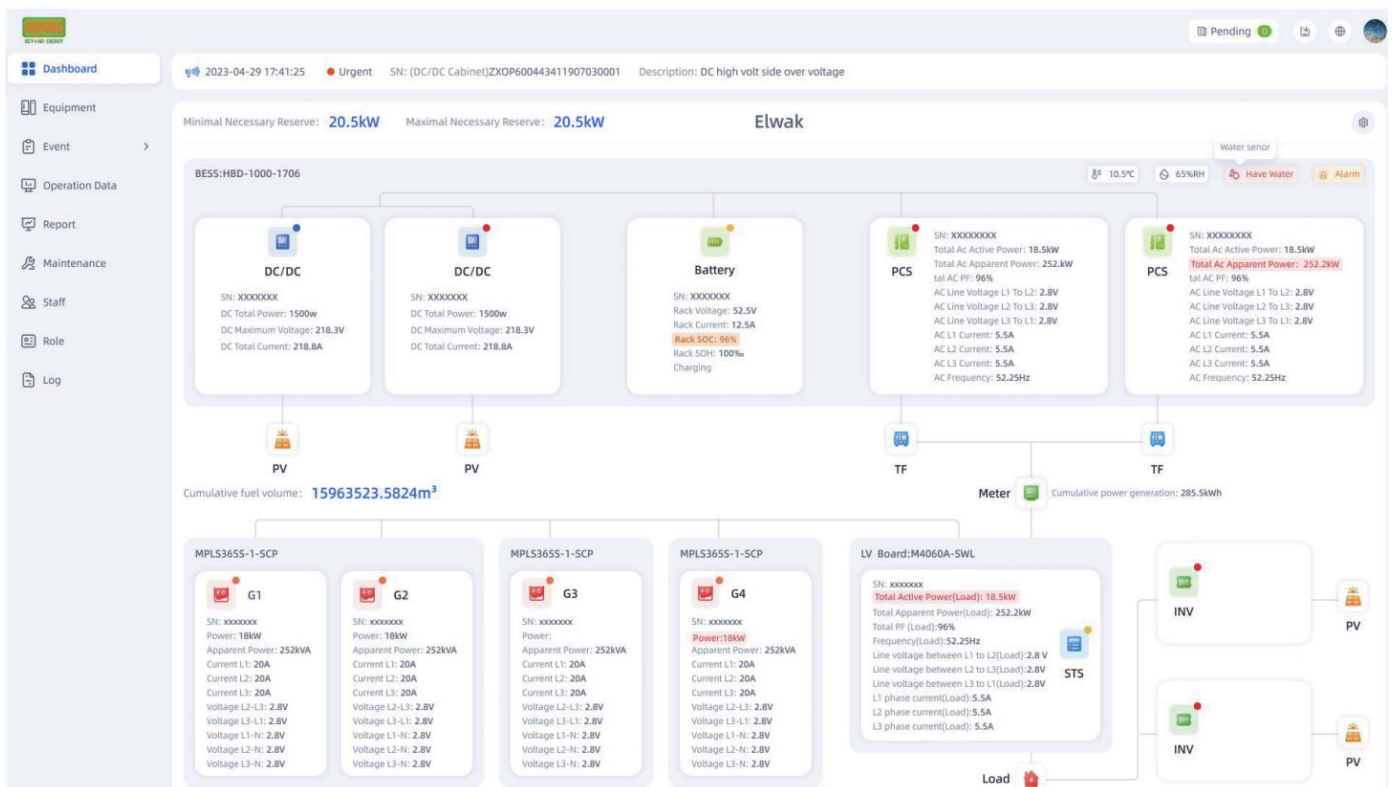 BEYOND ENERGY
Pending 0
Dashboard
Equipment
Event
Operation Data
Report
Maintenance
Staff
Role
Log
2023-04-29 17:41:25 Urgent SN: (DC/DC Cabinet)ZXOP600443411907030001 Description: DC high volt side over voltage
Minimal Necessary Reserve: 20.5kW Maximal Necessary Reserve: 20.5kW Elwak
Water senor
BESS:HBD-1000-1706 10.5℃ 65%RH Have Water Alarm
DC/DC
SN: XXXXXXX
DC Total Power: 1500w
DC Maximum Voltage: 218.3V
DC Total Current: 218.8A
DC/DC
SN: XXXXXXX
DC Total Power: 1500w
DC Maximum Voltage: 218.3V
DC Total Current: 218.8A
Battery
SN: XXXXXXX
Rack Voltage: 52.5V
Rack Current: 12.5A
Rack SOC: 96%
Rack SOH: 100‰
Charging
PCS
SN: XXXXXXXX
Total Ac Active Power: 18.5kW
Total Ac Apparent Power: 252.kW
tal AC PF: 96%
AC Line Voltage L1 To L2: 2.8V
AC Line Voltage L2 To L3: 2.8V
AC Line Voltage L3 To L1: 2.8V
AC L1 Current: 5.5A
AC L2 Current: 5.5A
AC L3 Current: 5.5A
AC Frequency: 52.25Hz
PCS
SN: XXXXXXXX
Total Ac Active Power: 18.5kW
Total Ac Apparent Power: 252.2kW
tal AC PF: 96%
AC Line Voltage L1 To L2: 2.8V
AC Line Voltage L2 To L3: 2.8V
AC Line Voltage L3 To L1: 2.8V
AC L1 Current: 5.5A
AC L2 Current: 5.5A
AC L3 Current: 5.5A
AC Frequency: 52.25Hz
PV
PV
TF
TF
Cumulative fuel volume: 15963523.5824m³
Meter Cumulative power generation: 285.5kWh
MPLS365S-1-SCP
G1
SN: xxxxxxx
Power: 18kW
Apparent Power: 252kVA
Current L1: 20A
Current L2: 20A
Current L3: 20A
Voltage L2-L3: 2.8V
Voltage L3-L1: 2.8V
Voltage L1-N: 2.8V
Voltage L2-N: 2.8V
Voltage L3-N: 2.8V
G2
SN: xxxxxxx
Power: 18kW
Apparent Power: 252kVA
Current L1: 20A
Current L2: 20A
Current L3: 20A
Voltage L2-L3: 2.8V
Voltage L3-L1: 2.8V
Voltage L1-N: 2.8V
Voltage L2-N: 2.8V
Voltage L3-N: 2.8V
MPLS365S-1-SCP
G3
SN: xxxxxxx
Power:
Apparent Power: 252kVA
Current L1: 20A
Current L2: 20A
Current L3: 20A
Voltage L2-L3: 2.8V
Voltage L3-L1: 2.8V
Voltage L1-N: 2.8V
Voltage L2-N: 2.8V
Voltage L3-N: 2.8V
MPLS365S-1-SCP
G4
SN: xxxxxxx
Power:18kW
Apparent Power: 252kVA
Current L1: 20A
Current L2: 20A
Current L3: 20A
Voltage L2-L3: 2.8V
Voltage L3-L1: 2.8V
Voltage L1-N: 2.8V
Voltage L2-N: 2.8V
Voltage L3-N: 2.8V
LV Board:M4060A-SWL
SN: xxxxxxx
Total Active Power(Load): 18.5kW
Total Apparent Power(Load): 252.2kW
Total PF (Load):96%
Frequency(Load):52.25Hz
Line voltage between L1 to L2(Load):2.8 V
Line voltage between L2 to L3(Load):2.8V
Line voltage between L3 to L1(Load):2.8V
L1 phase current(Load):5.5A
L2 phase current(Load):5.5A
L3 phase current(Load): 5.5A
STS
INV
PV
INV
PV
Load